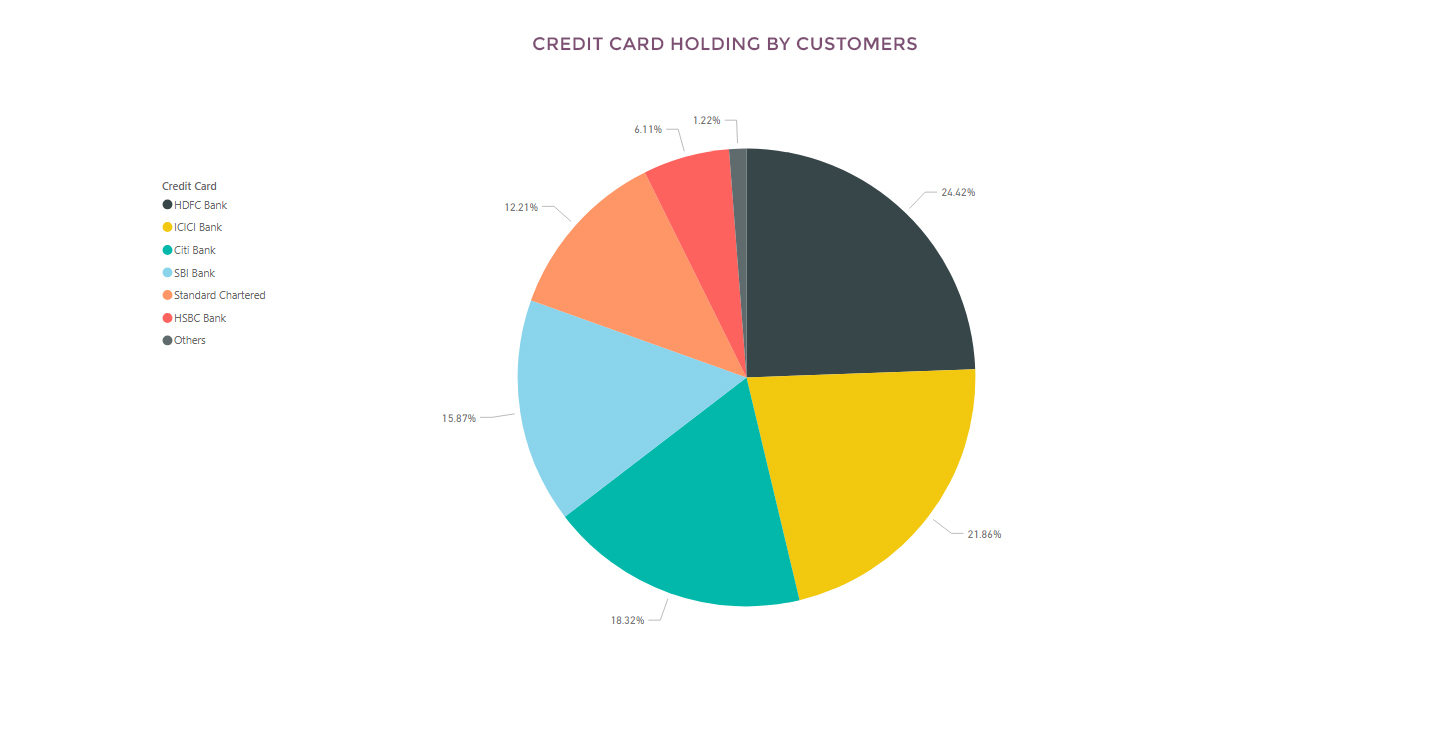 CREDIT CARD HOLDING BY CUSTOMERS
1.22%
6.11%
Credit Card
HDFC Bank
ICICI Bank
Citi Bank
SBI Bank
Standard Chartered
HSBC Bank
Others
24.42%
12.21%
15.87%
21.86%
18.32%